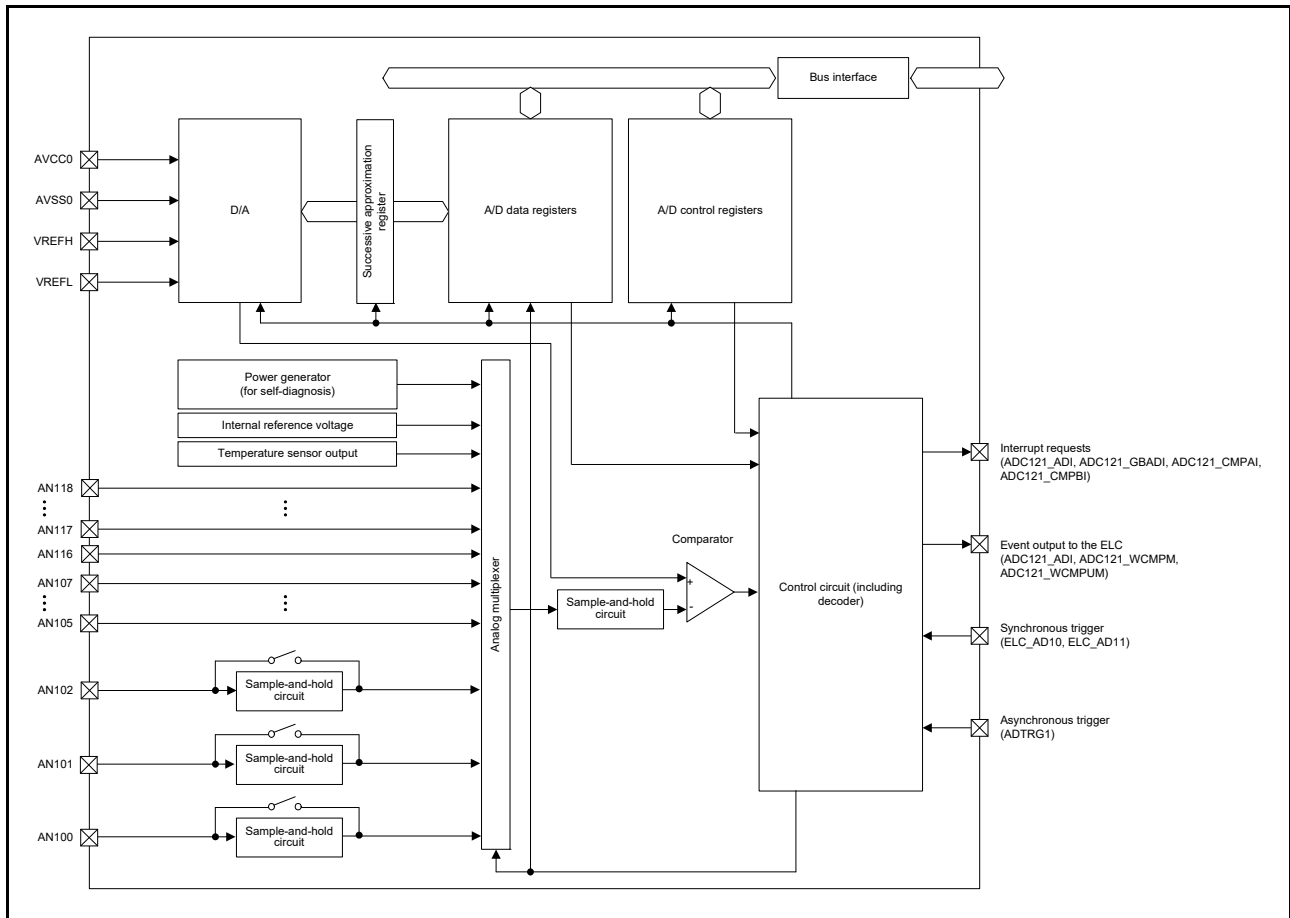 Bus interface
AVCC0
AVSS0
VREFH
VREFL
D/A
Successive approximation
register
A/D data registers
A/D control registers
Power generator
(for self-diagnosis)
Internal reference voltage
Temperature sensor output
AN118
AN117
AN116
AN107
AN105
AN102
AN101
AN100
Sample-and-hold
circuit
Sample-and-hold
circuit
Sample-and-hold
circuit
Analog multiplexer
Sample-and-hold
circuit
Comparator
+
-
Control circuit (including
decoder)
Interrupt requests
(ADC121_ADI, ADC121_GBADI, ADC121_CMPAI,
ADC121_CMPBI)
Event output to the ELC
(ADC121_ADI, ADC121_WCMPM,
ADC121_WCMPUM)
Synchronous trigger
(ELC_AD10, ELC_AD11)
Asynchronous trigger
(ADTRG1)